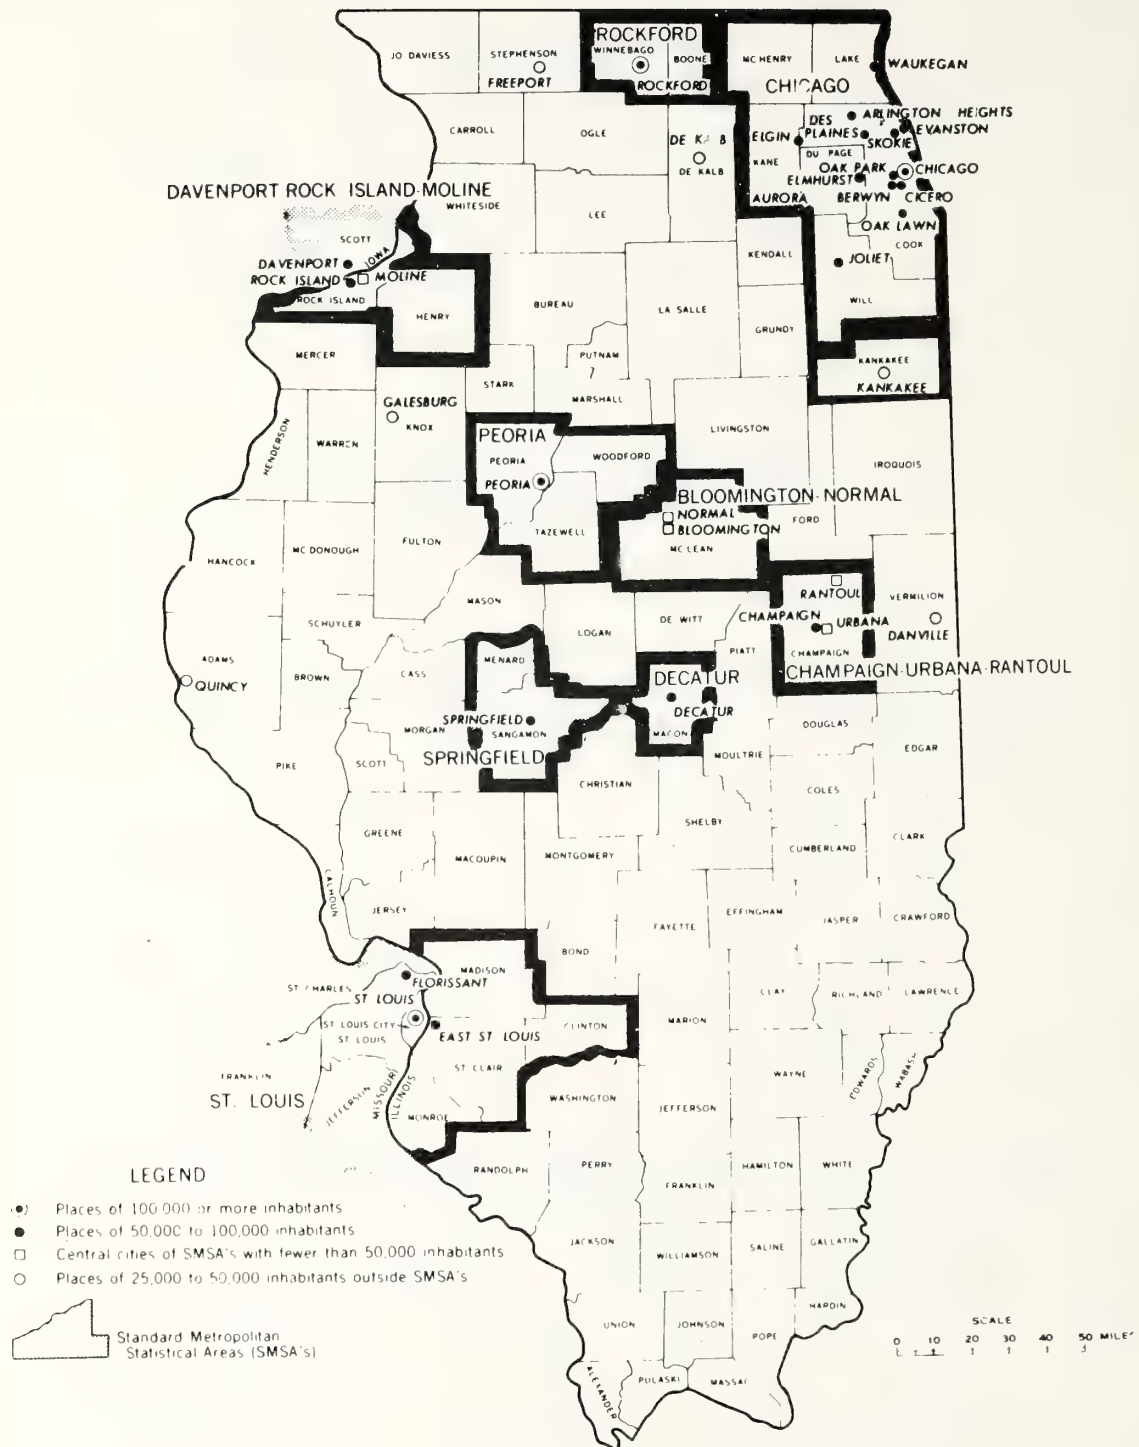 ROCKFORD
JO DAVIESS
STEPHENSON
FREEPORT
WINNEBAGO
BOONE
ROCKFORD
MC HENRY
LAKE
WAUKEGAN
CHICAGO
CARROLL
OGLE
DE KALB
ELGIN
DES PLAINES
ARLINGTON HEIGHTS
EVANSTON
SKOKIE
KANE
DU PAGE
OAK PARK
CHICAGO
ELMHURST
AURORA
BERWYN
CICERO
OAK LAWN
COOK
DAVENPORT ROCK ISLAND-MOLINE
WHITESIDE
LEE
SCOTT
IOWA
DAVENPORT
ROCK ISLAND
MOLINE
ROCK ISLAND
HENRY
BUREAU
LA SALLE
KENDALL
JOLIET
WILL
GRUNDY
MERCER
PUTNAM
KANKAKEE
KANKAKEE
STARK
MARSHALL
GALESBURG
KNOX
HENDERSON
WARREN
PEORIA
PEORIA
PEORIA
WOODFORD
LIVINGSTON
IROQUOIS
BLOOMINGTON-NORMAL
NORMAL
BLOOMINGTON
MC LEAN
FORD
TAZEWELL
FULTON
HANCOCK
MC DONOUGH
MASON
SCHUYLER
LOGAN
DE WITT
RANTOUL
CHAMPAIGN
URBANA
CHAMPAIGN
VERMILION
DANVILLE
CHAMPAIGN-URBANA-RANTOUL
PIATT
ADAMS
QUINCY
BROWN
CASS
MENARD
DECATUR
DECATUR
MACON
SPRINGFIELD
SANGAMON
SPRINGFIELD
MORGAN
SCOTT
PIKE
MOULTRIE
DOUGLAS
EDGAR
CHRISTIAN
COLES
SHELBY
GREENE
MACOUPIN
MONTGOMERY
CUMBERLAND
CLARK
CALHOUN
JERSEY
FAYETTE
EFFINGHAM
JASPER
CRAWFORD
BOND
MADISON
ST CHARLES
FLORISSANT
ST LOUIS
ST LOUIS CITY
ST LOUIS
EAST ST LOUIS
CLINTON
MARION
CLAY
RICHLAND
LAWRENCE
FRANKLIN
ST. LOUIS
JEFFERSON
MISSOURI
ILLINOIS
ST CLAIR
MONROE
WASHINGTON
JEFFERSON
WAYNE
EDWARDS
WABASH
RANDOLPH
PERRY
FRANKLIN
HAMILTON
WHITE
JACKSON
WILLIAMSON
SALINE
GALLATIN
UNION
JOHNSON
POPE
HARDIN
ALEXANDER
PULASKI
MASSAC
LEGEND
Places of 100,000 or more inhabitants
Places of 50,000 to 100,000 inhabitants
Central cities of SMSA's with fewer than 50,000 inhabitants
Places of 25,000 to 50,000 inhabitants outside SMSA's
Standard Metropolitan
Statistical Areas (SMSA's)
SCALE
0 10 20 30 40 50 MILES